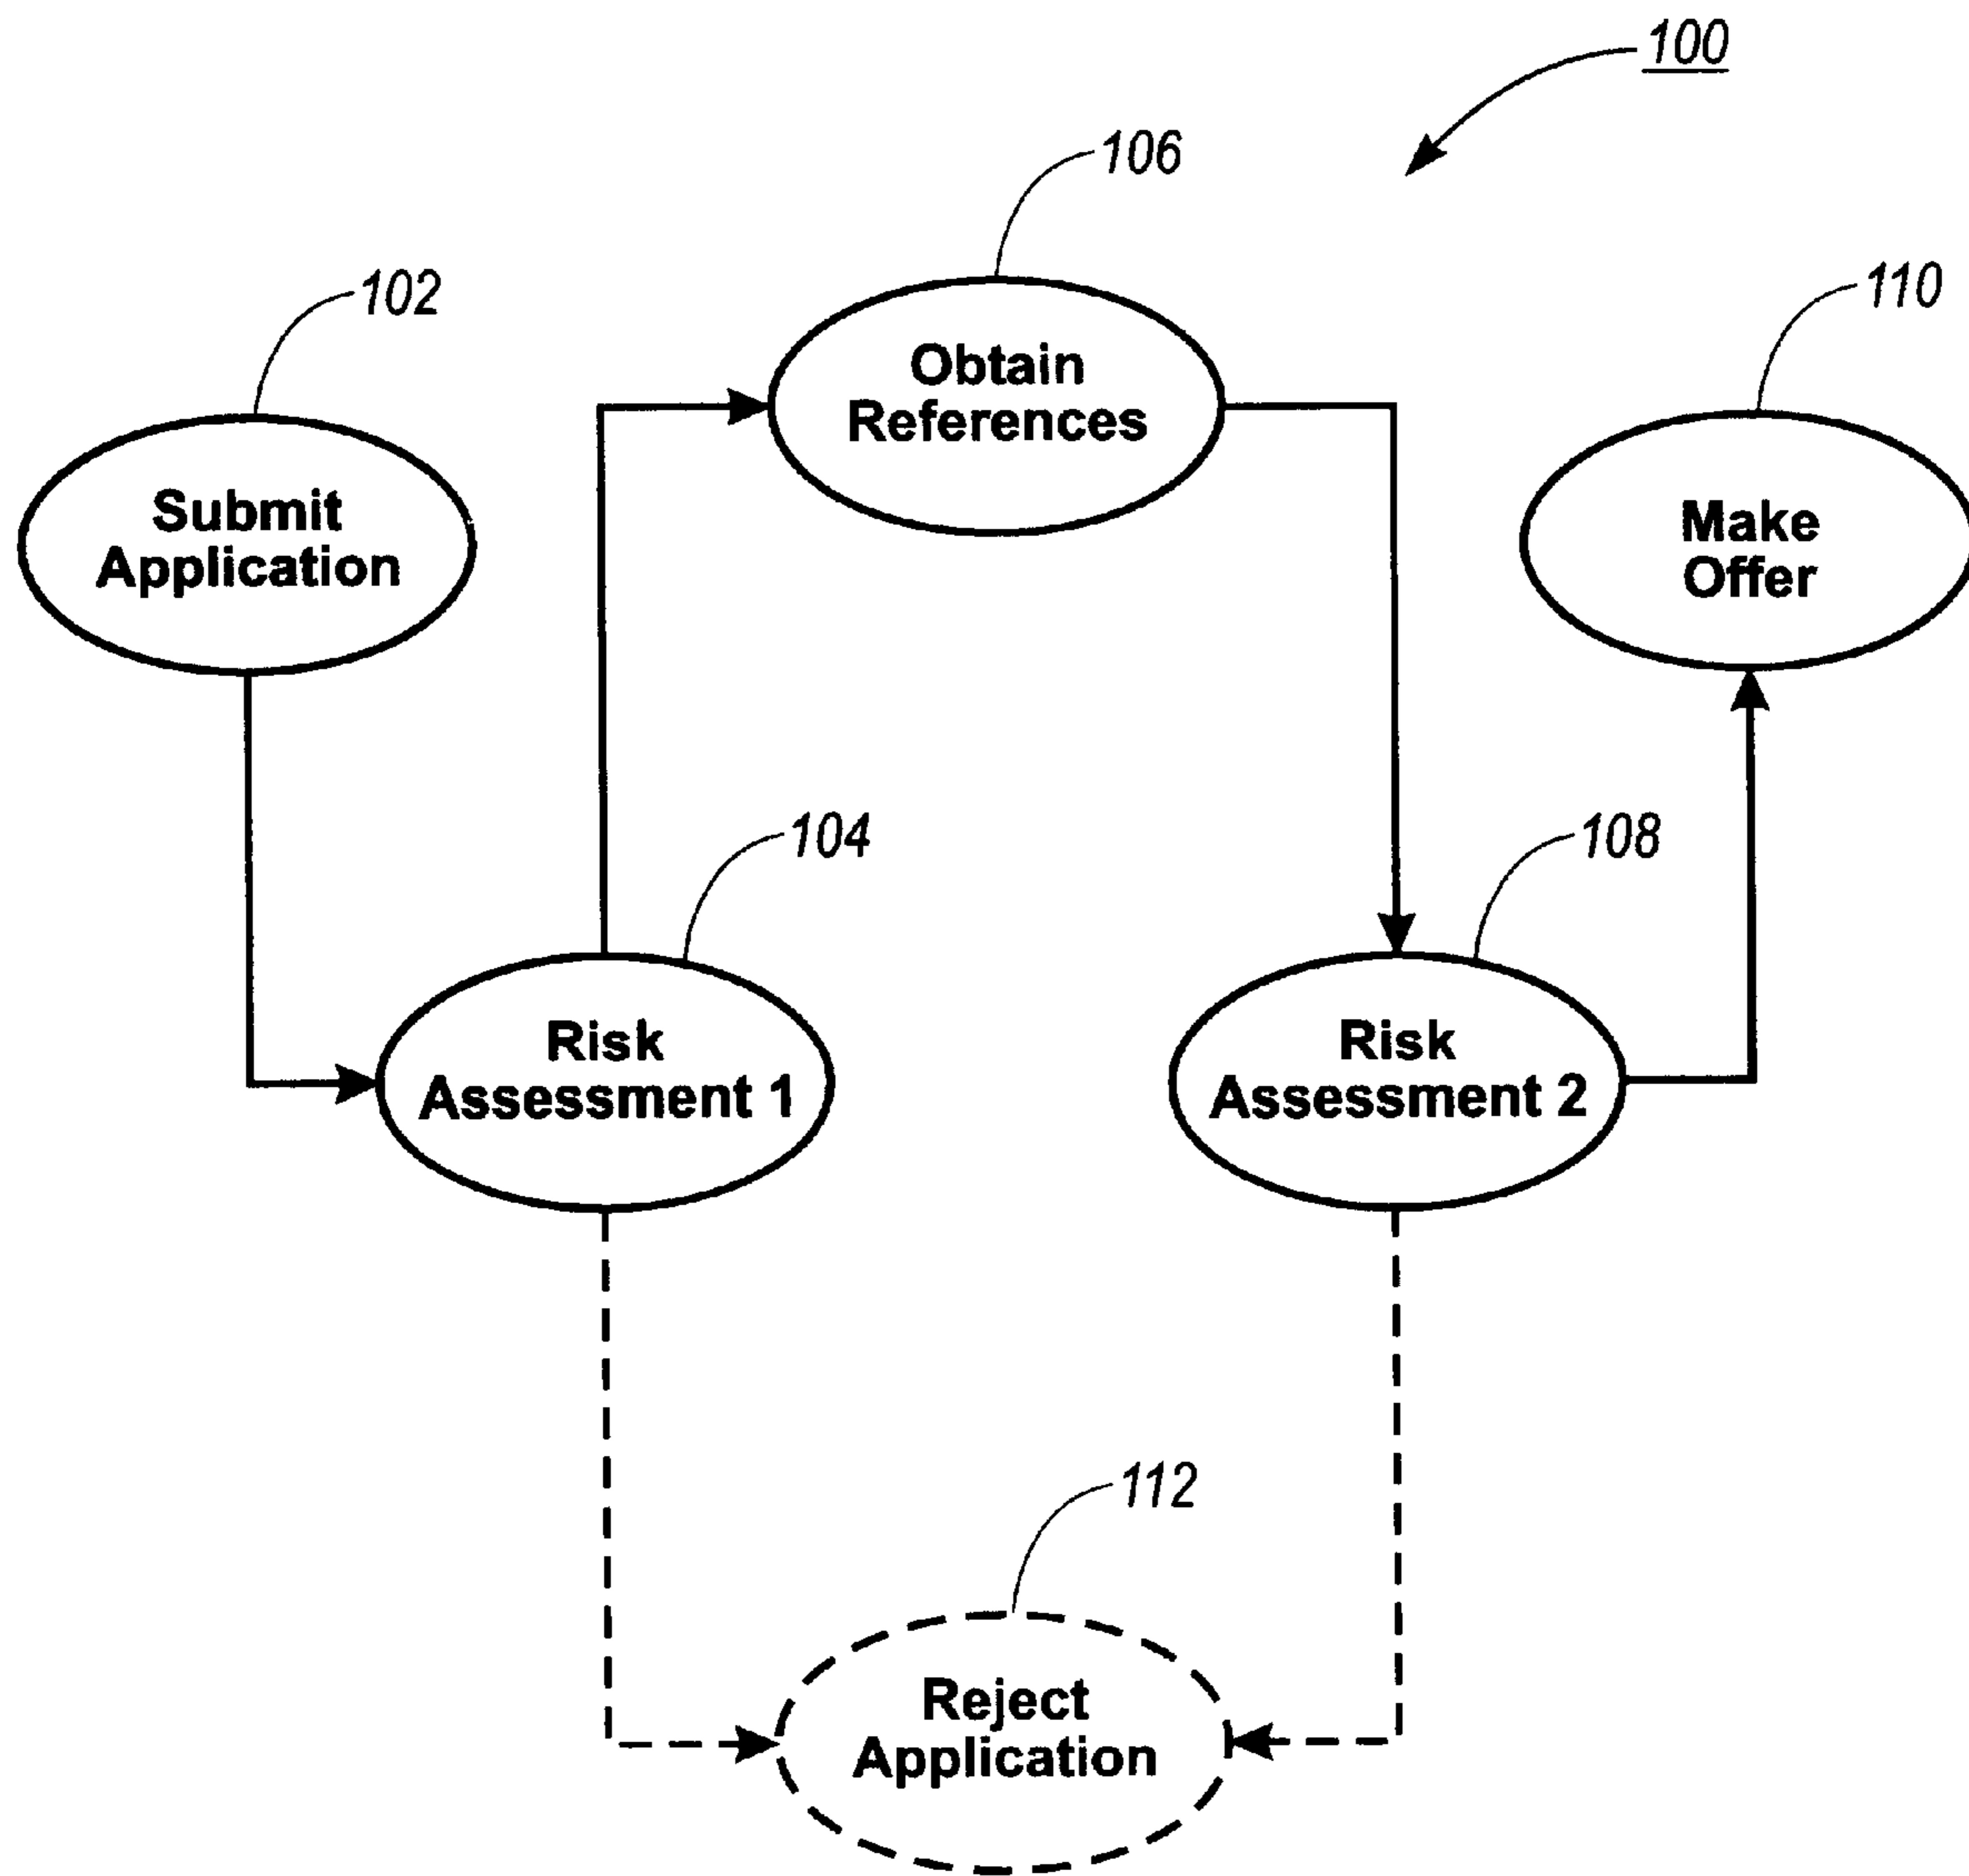 100
106
102
110
Obtain
References
Submit
Application
Make
Offer
104
108
Risk
Assessment 1
Risk
Assessment 2
112
Reject
Application